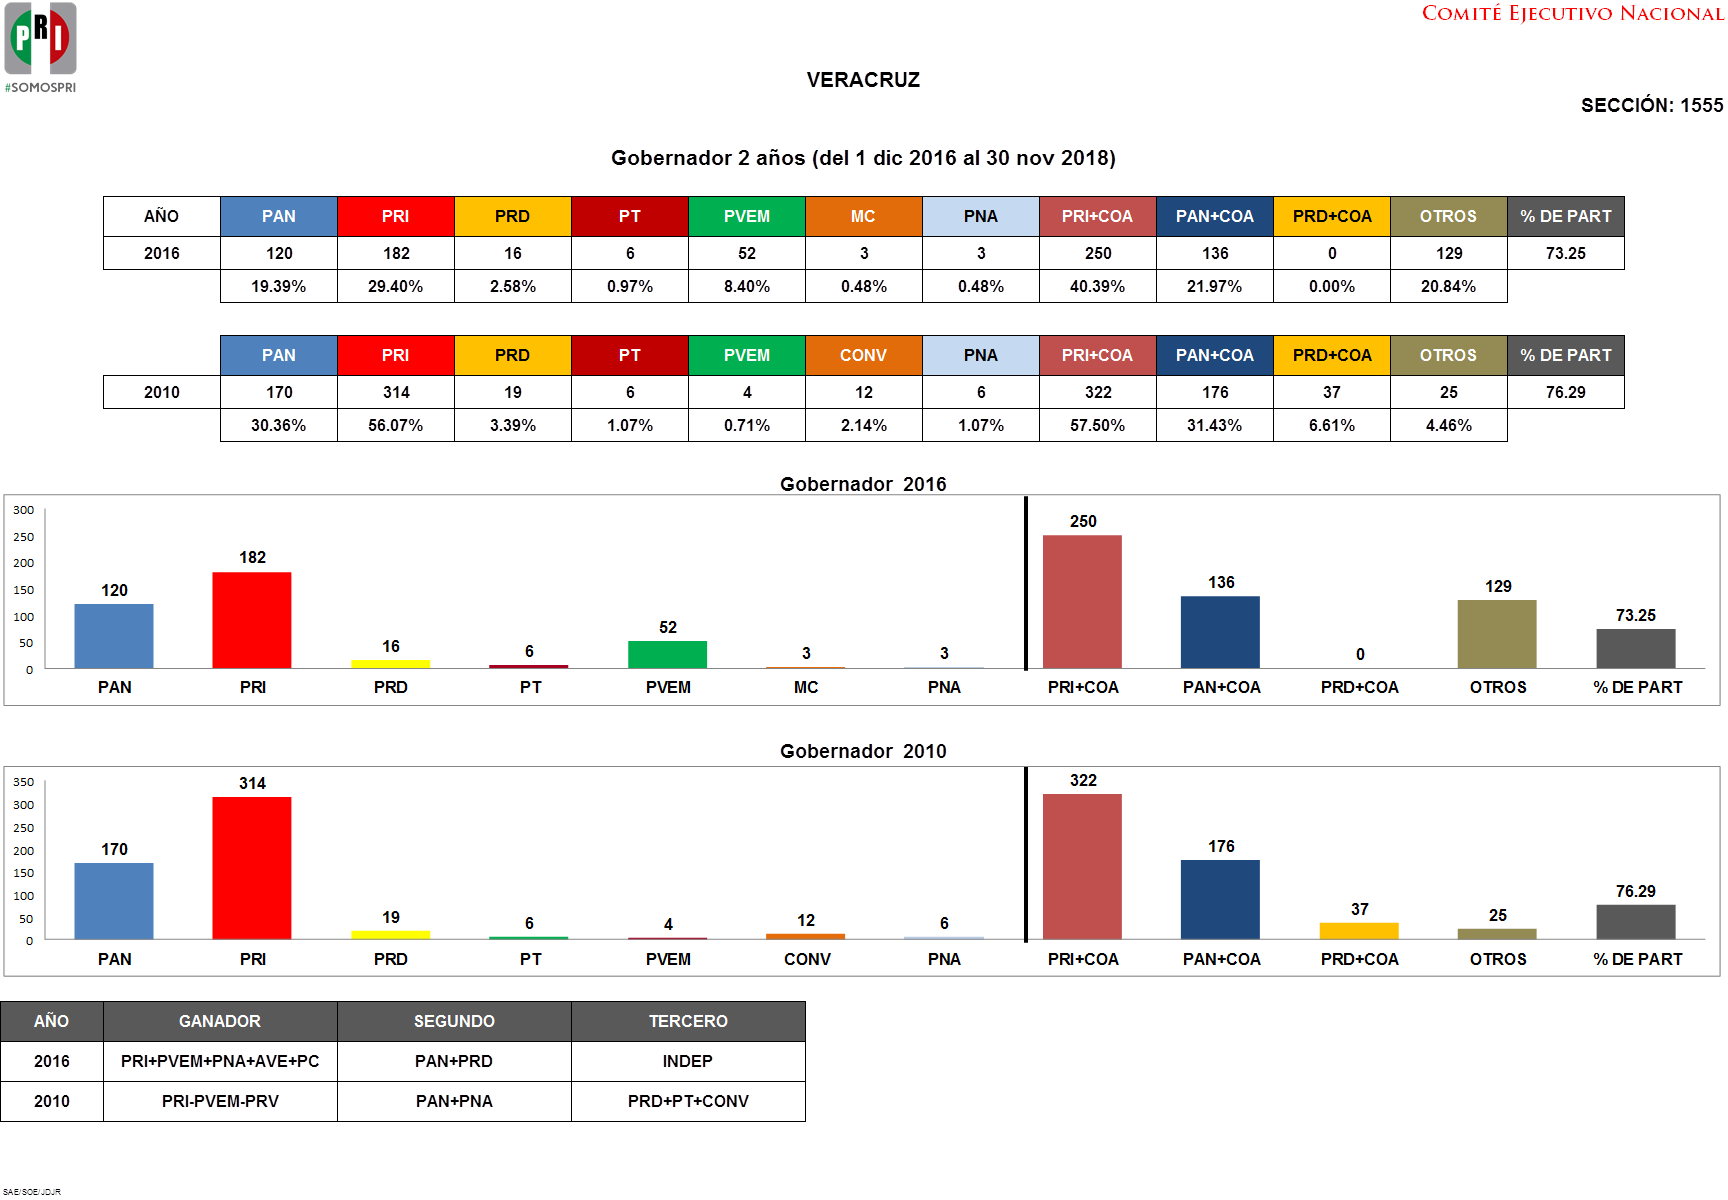 PRI
#SOMOSPRI
COMITÉ EJECUTIVO NACIONAL
VERACRUZ
SECCIÓN: 1555
Gobernador 2 años (del 1 dic 2016 al 30 nov 2018)
AÑO PAN PRI PRD PT PVEM MC PNA PRI+COA PAN+COA PRD+COA OTROS % DE PART
2016 120 182 16 6 52 3 3 250 136 0 129 73.25
19.39% 29.40% 2.58% 0.97% 8.40% 0.48% 0.48% 40.39% 21.97% 0.00% 20.84%
PAN PRI PRD PT PVEM CONV PNA PRI+COA PAN+COA PRD+COA OTROS % DE PART
2010 170 314 19 6 4 12 6 322 176 37 25 76.29
30.36% 56.07% 3.39% 1.07% 0.71% 2.14% 1.07% 57.50% 31.43% 6.61% 4.46%
Gobernador 2016
300
250
200
150
100
50
0
120 182 16 6 52 3 3 250 136 0 129 73.25
PAN PRI PRD PT PVEM MC PNA PRI+COA PAN+COA PRD+COA OTROS % DE PART
Gobernador 2010
350
300
250
200
150
100
50
0
170 314 19 6 4 12 6 322 176 37 25 76.29
PAN PRI PRD PT PVEM CONV PNA PRI+COA PAN+COA PRD+COA OTROS % DE PART
AÑO GANADOR SEGUNDO TERCERO
2016 PRI+PVEM+PNA+AVE+PC PAN+PRD INDEP
2010 PRI-PVEM-PRV PAN+PNA PRD+PT+CONV
SAE/SOE/JDJR